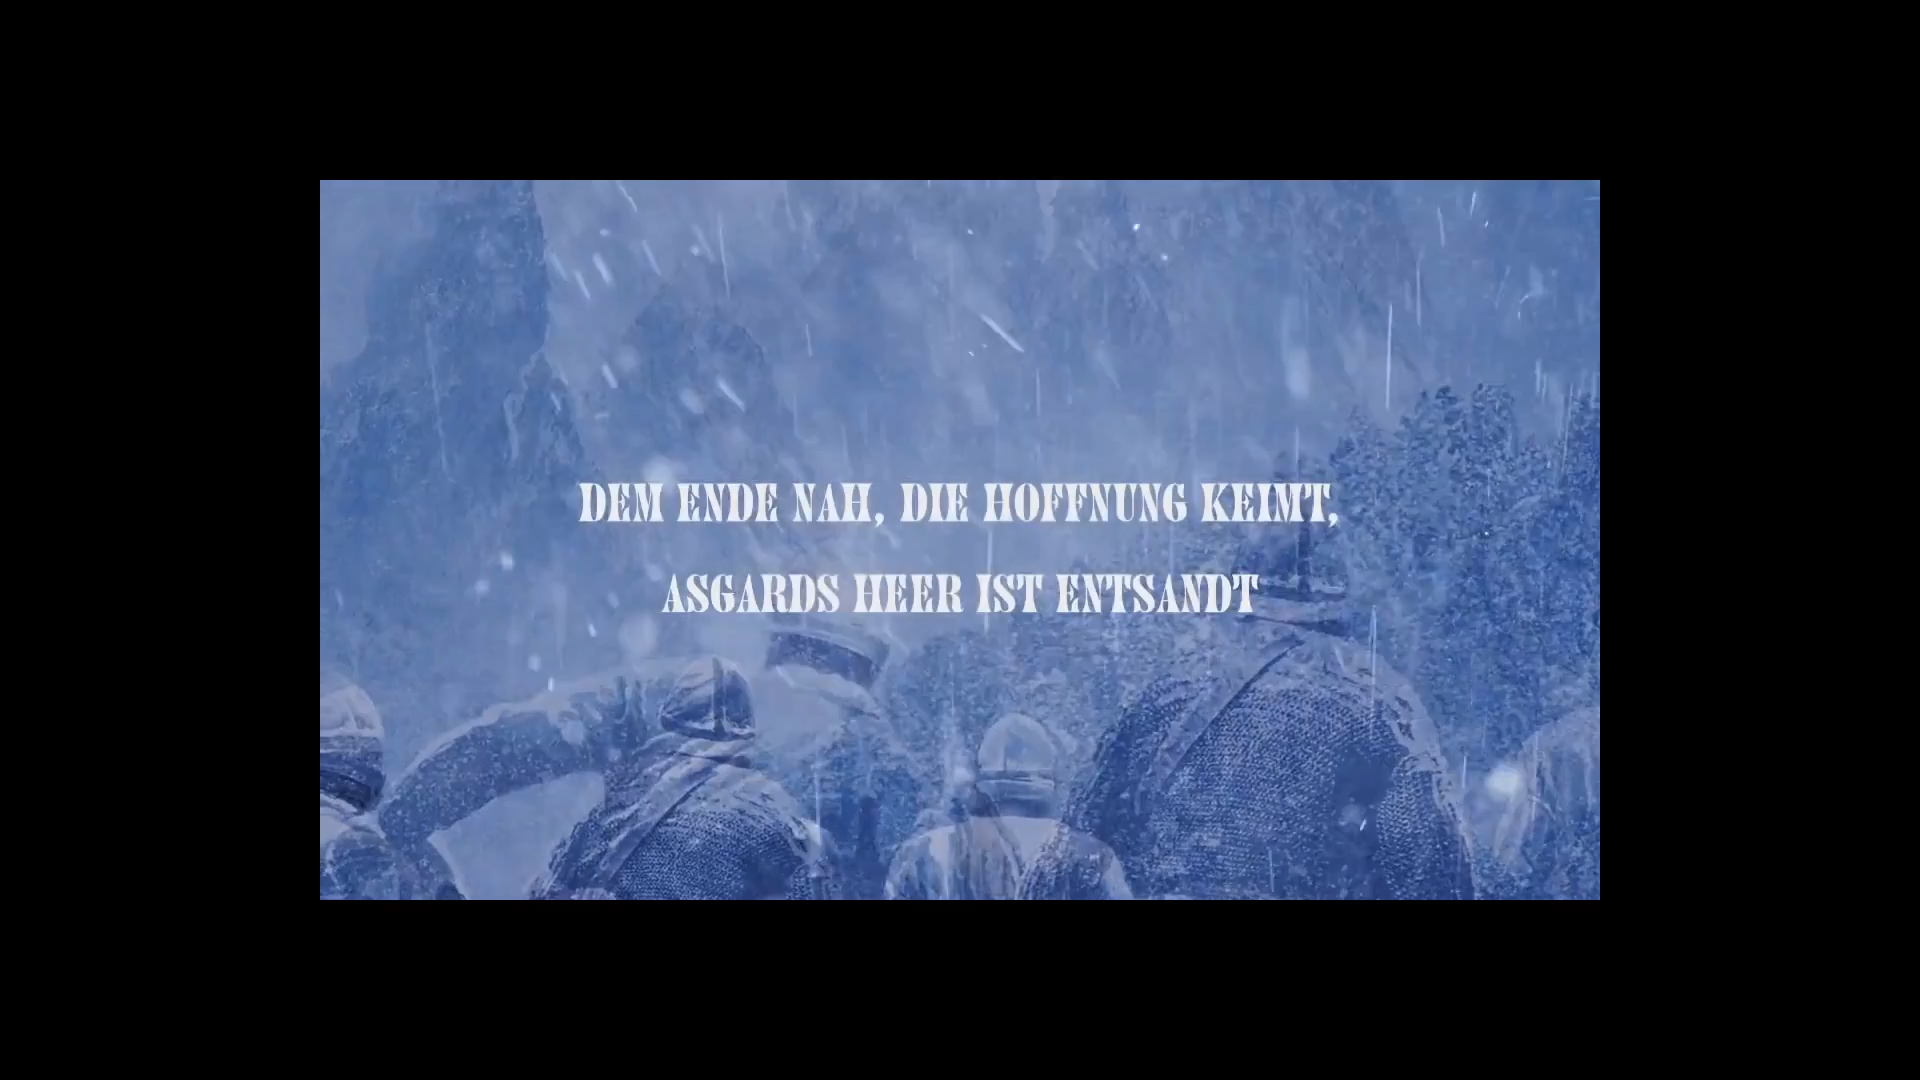 DEM ENDE NAH, DIE HOFFNUNG KEIMT,
ASGARDS HEER IST ENTSANDT